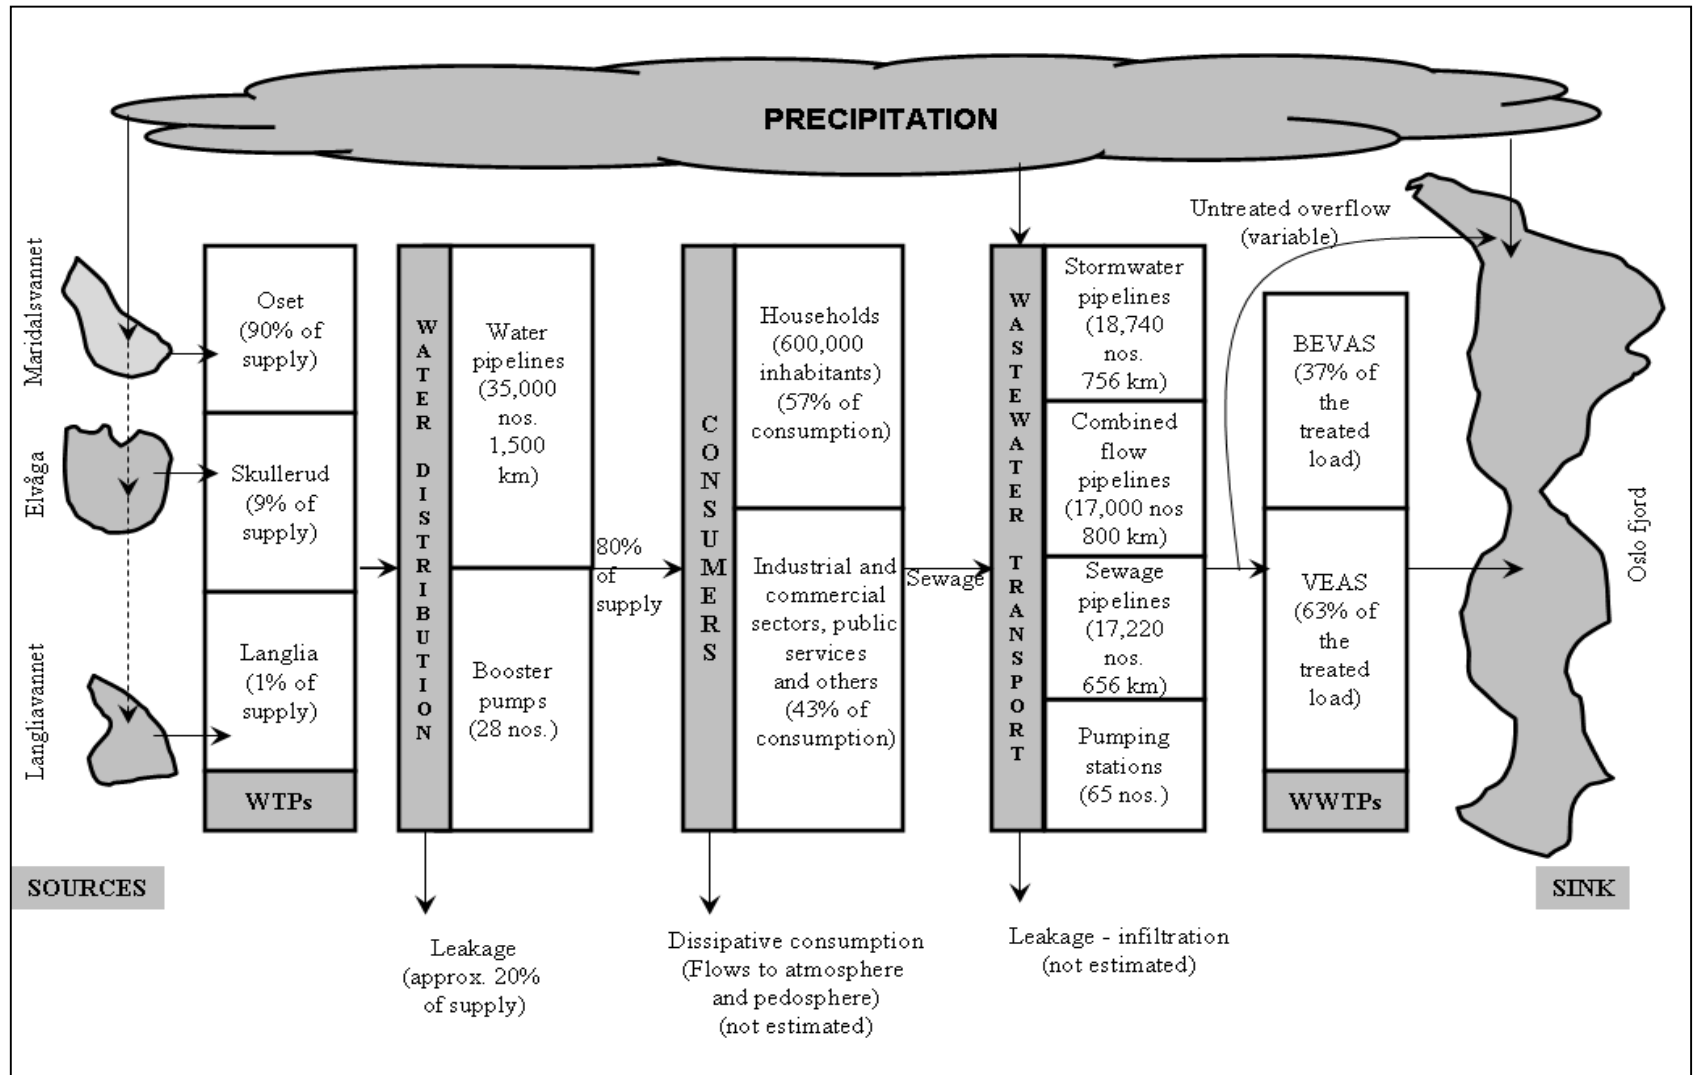 PRECIPITATION
Maridalsvannet
Elvåga
Langliavannet
Oset
(90% of
supply)
Skullerud
(9% of
supply)
Langlia
(1% of
supply)
WTPs
WATER DISTRIBUTION
Water
pipelines
(35,000
nos.
1,500
km)
Booster
pumps
(28 nos.)
80%
of
supply
CONSUMERS
Households
(600,000
inhabitants)
(57% of
consumption)
Industrial and
commercial
sectors, public
services
and others
(43% of
consumption)
Sewage
WASTEWATER TRANSPORT
Stormwater
pipelines
(18,740
nos.
756 km)
Combined
flow
pipelines
(17,000 nos
800 km)
Sewage
pipelines
(17,220
nos.
656 km)
Pumping
stations
(65 nos.)
Untreated overflow
(variable)
BEVAS
(37% of
the
treated
load)
VEAS
(63% of
the
treated
load)
WWTPs
Oslo fjord
SOURCES
SINK
Leakage
(approx. 20%
of supply)
Dissipative consumption
(Flows to atmosphere
and pedosphere)
(not estimated)
Leakage - infiltration
(not estimated)